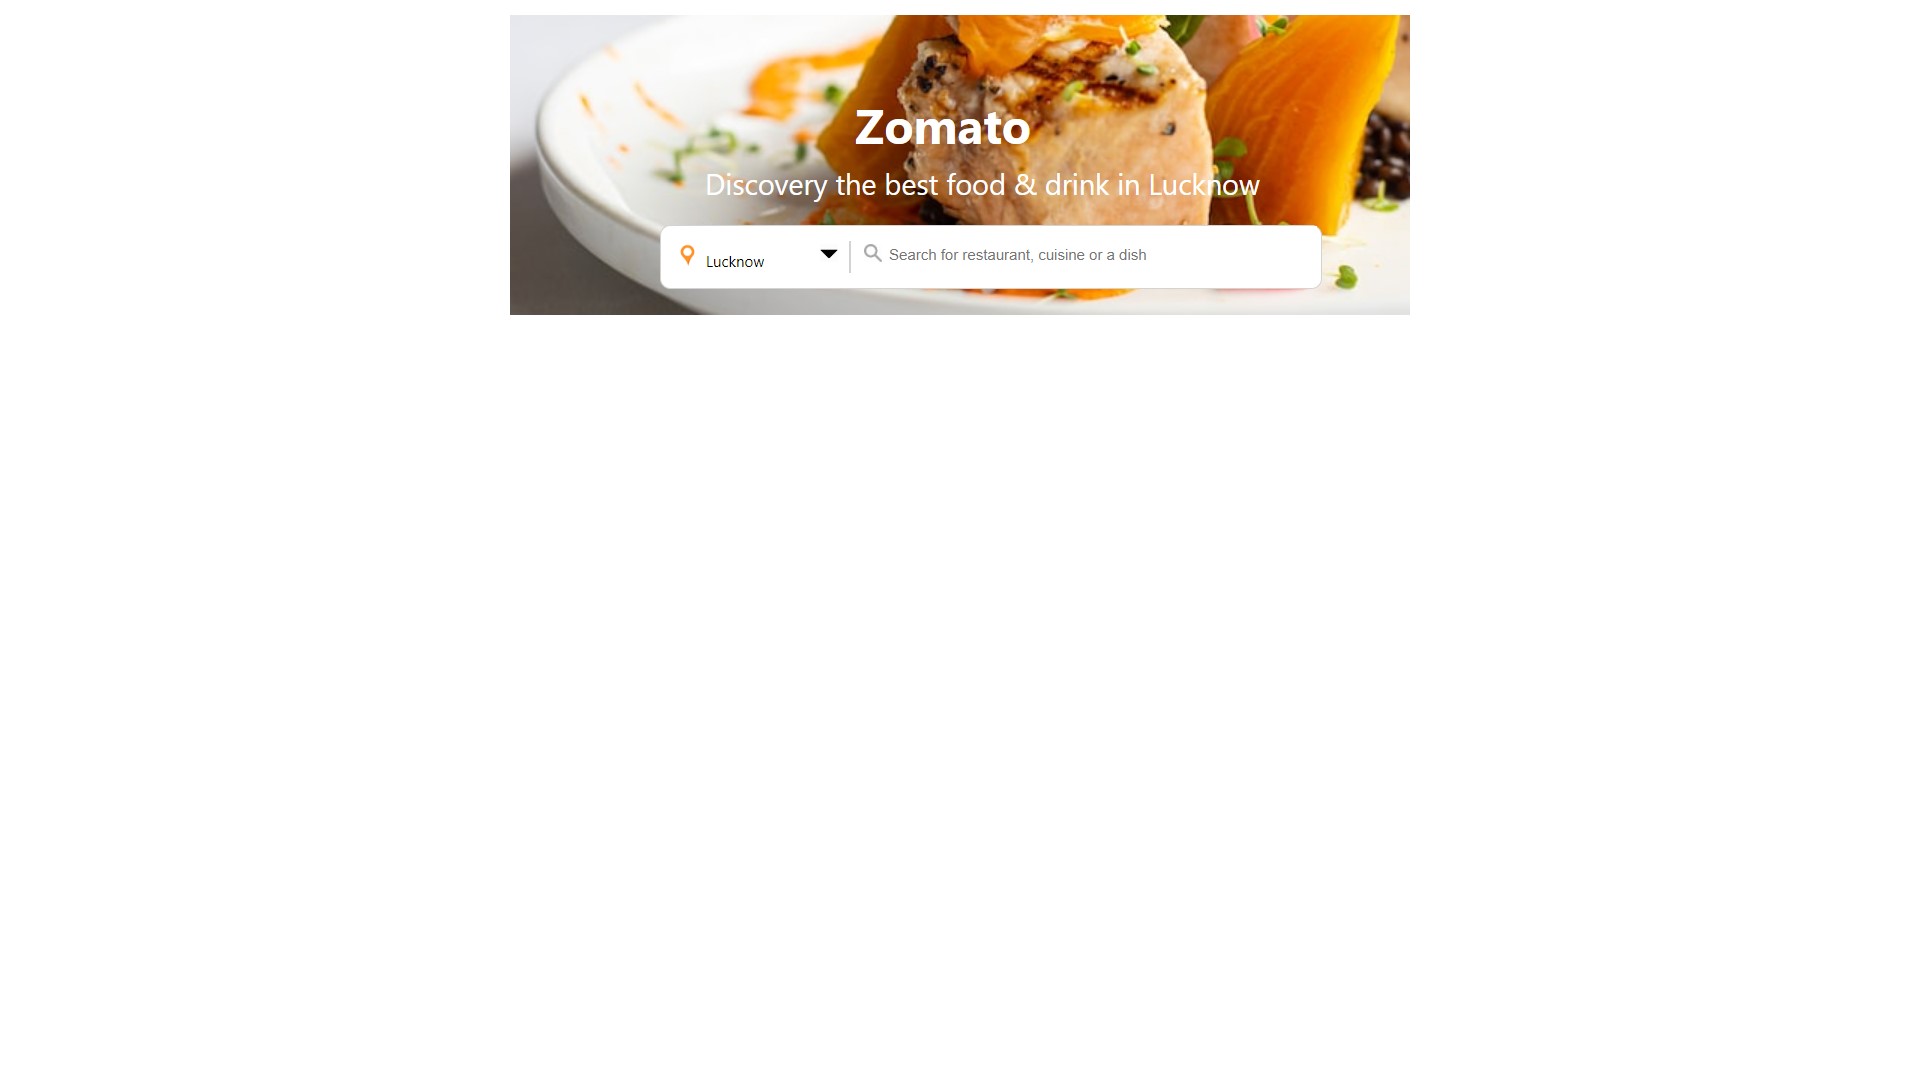 Zomato
Discovery the best food & drink in Lucknow
Lucknow
Search for restaurant, cuisine or a dish